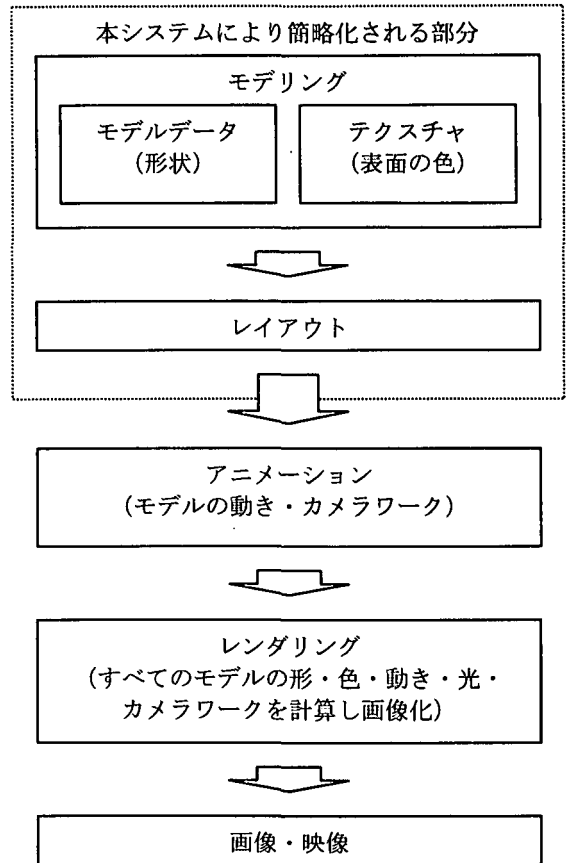 本システムにより簡略化される部分
モデリング
モデルデータ
(形状)
テクスチャ
(表面の色)
レイアウト
アニメーション
(モデルの動き・カメラワーク)
レンダリング
(すべてのモデルの形・色・動き・光・
カメラワークを計算し画像化)
画像・映像